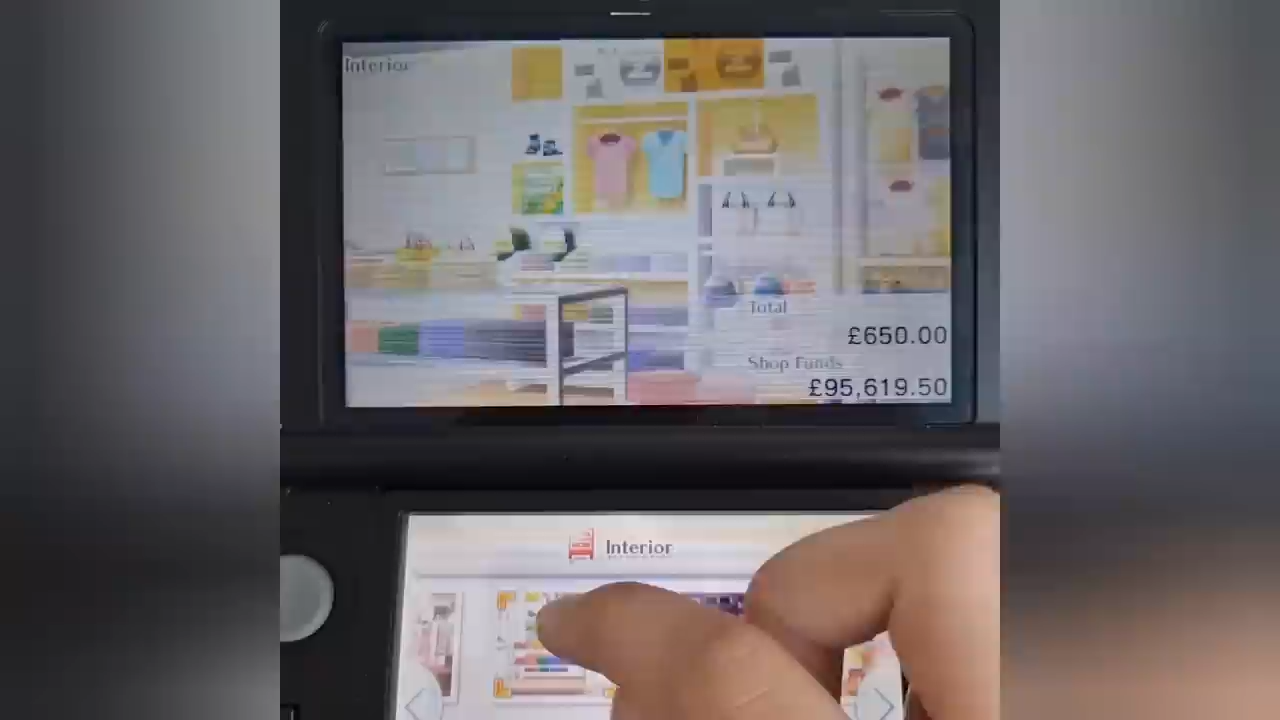 Interior
Total
£650.00
Shop Funds
£95,619.50
Interior